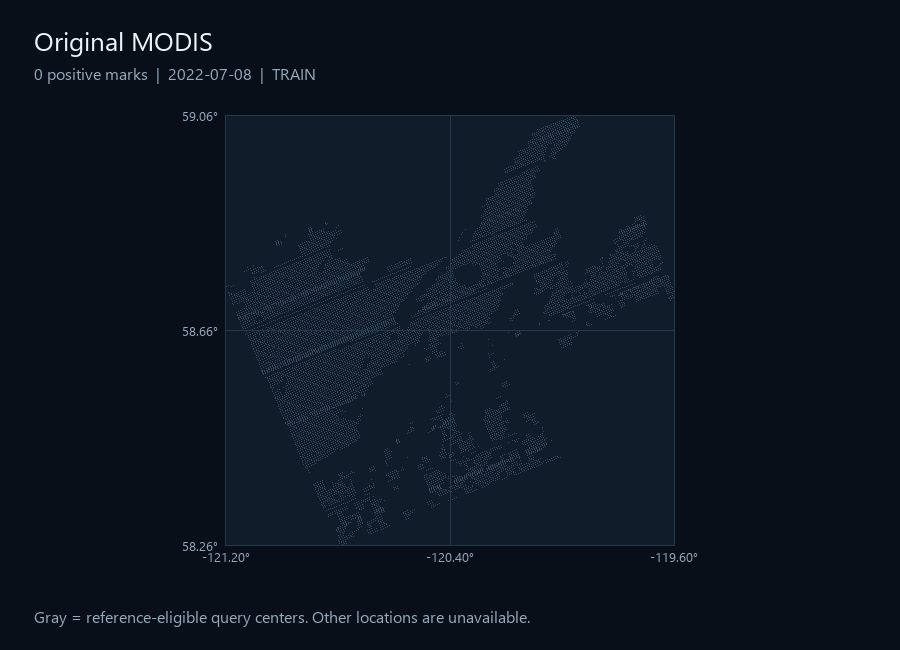 Original MODIS
0 positive marks | 2022-07-08 | TRAIN
59.06°
58.66°
58.26°
-121.20°
-120.40°
-119.60°
Gray = reference-eligible query centers. Other locations are unavailable.